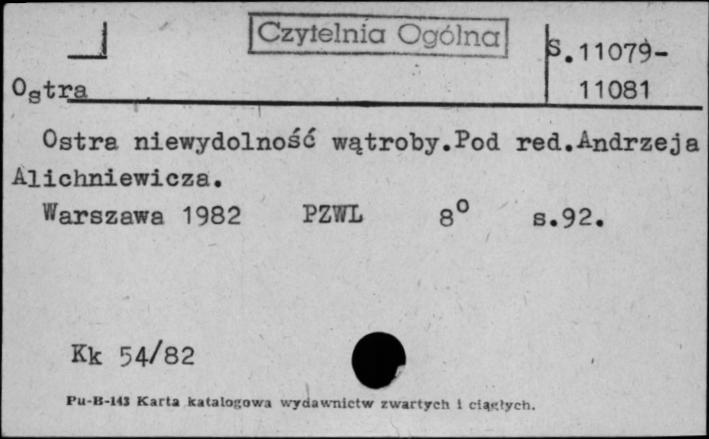 Czytelnia Ogólna
S.11079-
11081
Ostra
Ostra niewydolność wątroby.Pod red.Andrzeja
Alichniewicza.
Warszawa 1982 PZWL 8° s.92.
Kk 54/82
Pu-B-143 Karta katalogowa wydawnictw zwartych i ciągłych.